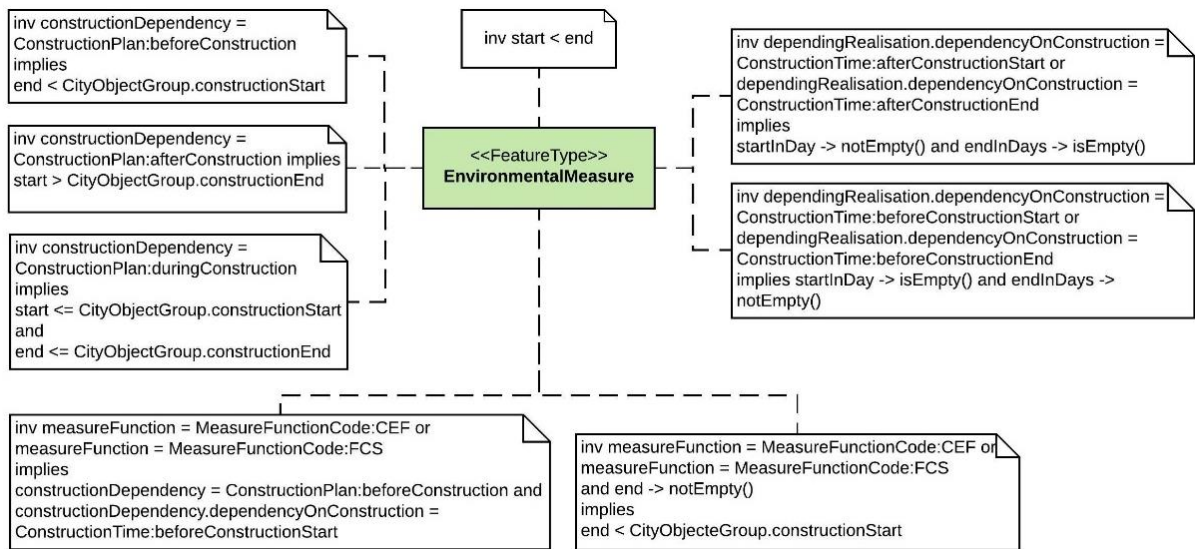 inv constructionDependency =
ConstructionPlan:beforeConstruction
implies
end < CityObjectGroup.constructionStart
inv start < end
inv dependingRealisation.dependencyOnConstruction =
ConstructionTime:afterConstructionStart or
dependingRealisation.dependencyOnConstruction =
ConstructionTime:afterConstructionEnd
implies
startInDay -> notEmpty() and endInDays -> isEmpty()
inv constructionDependency =
ConstructionPlan:afterConstruction implies
start > CityObjectGroup.constructionEnd
<<FeatureType>>
EnvironmentalMeasure
inv dependingRealisation.dependencyOnConstruction =
ConstructionTime:beforeConstructionStart or
dependingRealisation.dependencyOnConstruction =
ConstructionTime:beforeConstructionEnd
implies startInDay -> isEmpty() and endInDays ->
notEmpty()
inv constructionDependency =
ConstructionPlan:duringConstruction
implies
start <= CityObjectGroup.constructionStart
and
end <= CityObjectGroup.constructionEnd
inv measureFunction = MeasureFunctionCode:CEF or
measureFunction = MeasureFunctionCode:FCS
implies
constructionDependency = ConstructionPlan:beforeConstruction and
constructionDependency.dependencyOnConstruction =
ConstructionTime:beforeConstructionStart
inv measureFunction = MeasureFunctionCode:CEF or
measureFunction = MeasureFunctionCode:FCS
and end -> notEmpty()
implies
end < CityObjecteGroup.constructionStart